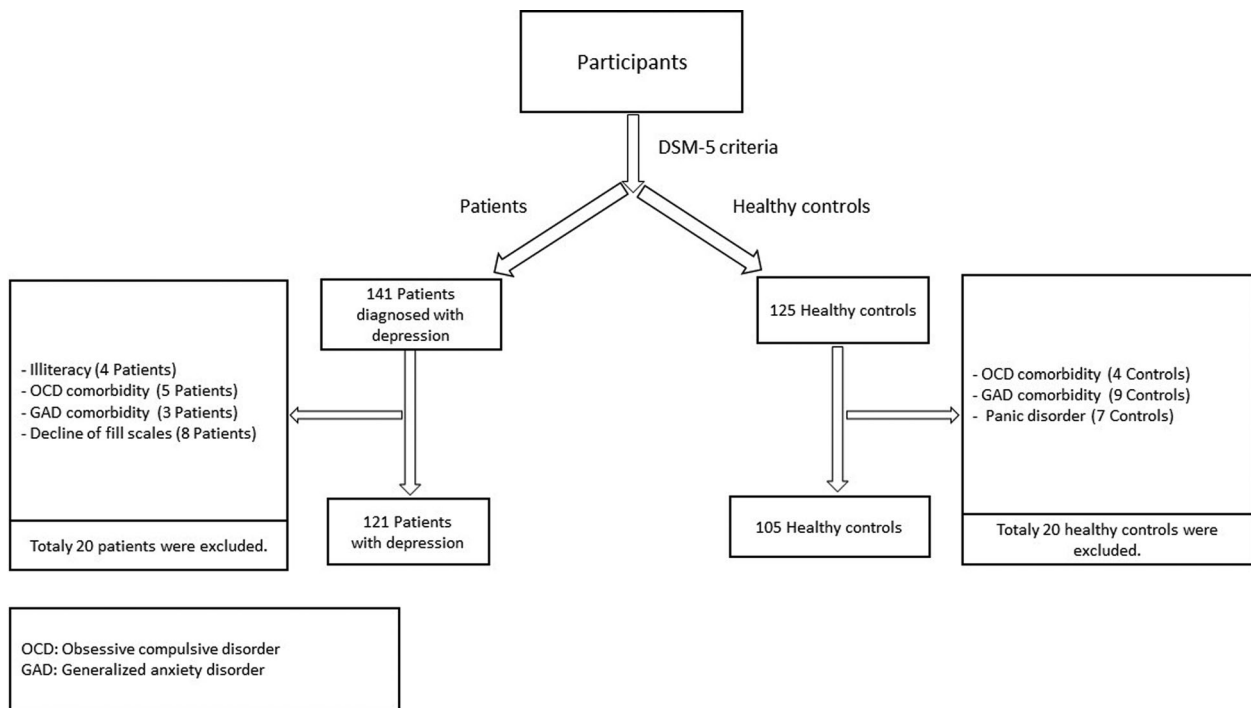 Participants
DSM-5 criteria
Patients
Healthy controls
141 Patients
diagnosed with
depression
125 Healthy controls
- Illiteracy (4 Patients)
- OCD comorbidity (5 Patients)
- GAD comorbidity (3 Patients)
- Decline of fill scales (8 Patients)
- OCD comorbidity (4 Controls)
- GAD comorbidity (9 Controls)
- Panic disorder (7 Controls)
121 Patients
with depression
105 Healthy controls
Totaly 20 patients were excluded.
Totaly 20 healthy controls were
excluded.
OCD: Obsessive compulsive disorder
GAD: Generalized anxiety disorder